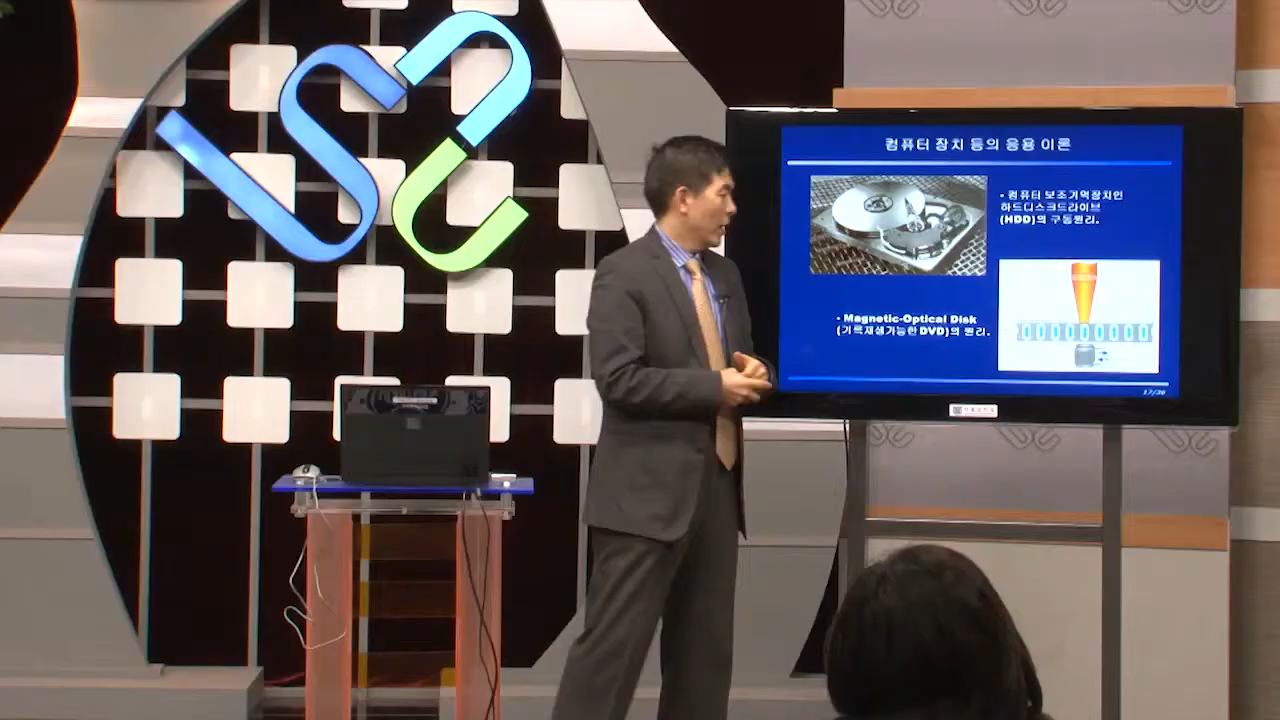 컴퓨터 장치 등의 응용 이론
- 컴퓨터 보조기억장치인
하드디스크드라이브
(HDD)의 구동원리.
- Magnetic-Optical Disk
(기록재생가능한 DVD)의 원리.
17/30